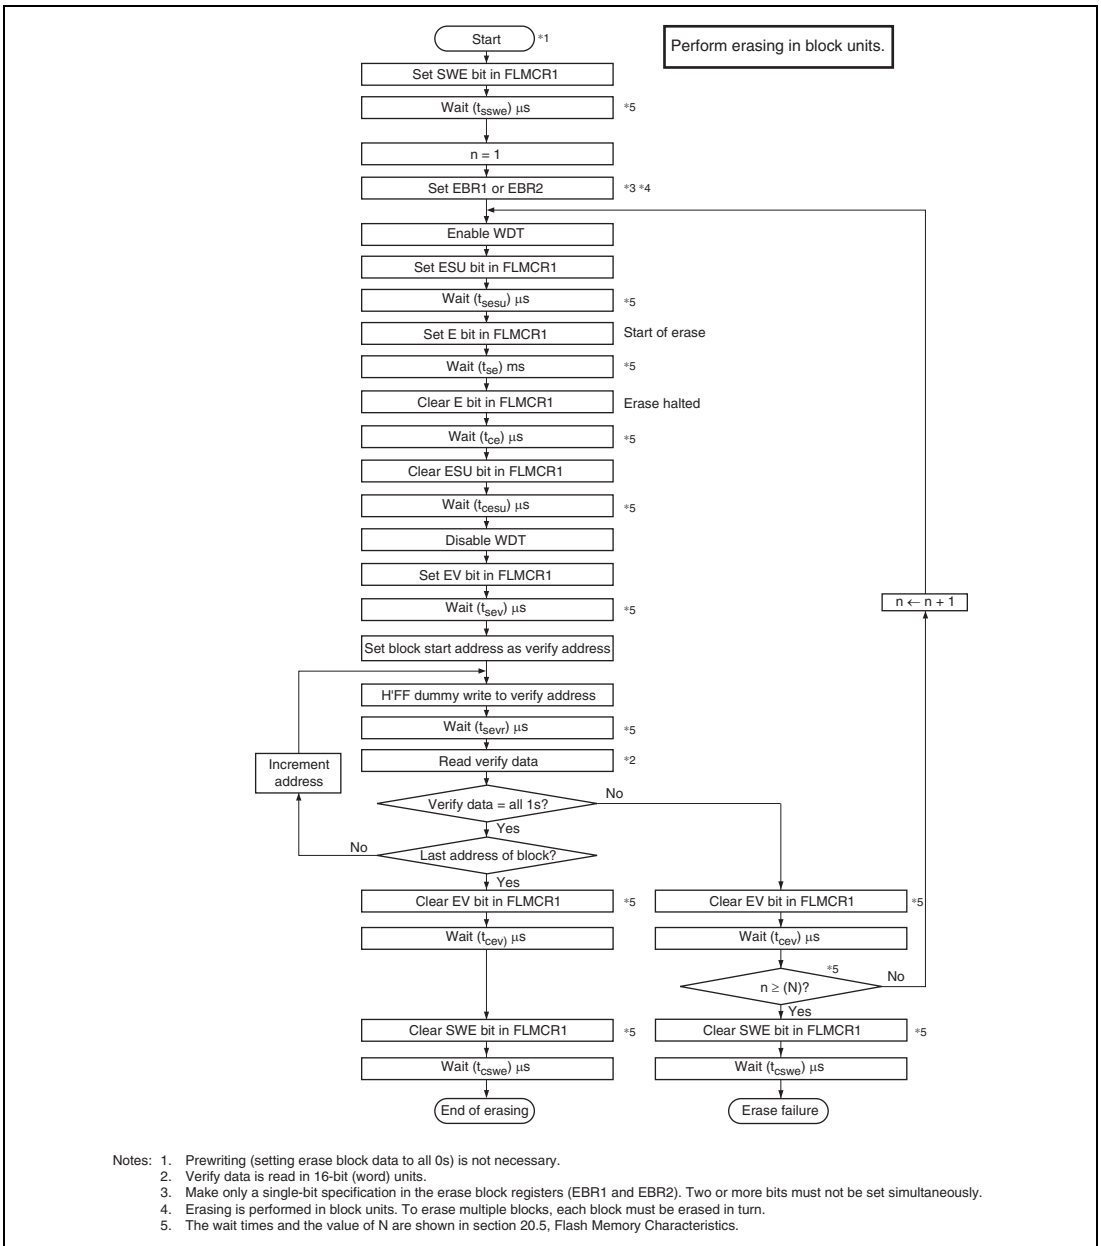 Start *1
Perform erasing in block units.
Set SWE bit in FLMCR1
Wait (tsswe) μs *5
n = 1
Set EBR1 or EBR2 *3 *4
Enable WDT
Set ESU bit in FLMCR1
Wait (tsesu) μs *5
Set E bit in FLMCR1 Start of erase
Wait (tse) ms *5
Clear E bit in FLMCR1 Erase halted
Wait (tce) μs *5
Clear ESU bit in FLMCR1
Wait (tcesu) μs *5
Disable WDT
Set EV bit in FLMCR1
n ← n + 1
Wait (tsev) μs *5
Set block start address as verify address
H'FF dummy write to verify address
Wait (tsevr) μs *5
Read verify data *2
Increment
address
Verify data = all 1s?
No
Yes
Last address of block?
No
Yes
Clear EV bit in FLMCR1 *5
Clear EV bit in FLMCR1 *5
Wait (tcev) μs
Wait (tcev) μs
*5
n ≥ (N)?
No
Yes
Clear SWE bit in FLMCR1 *5
Clear SWE bit in FLMCR1 *5
Wait (tcswe) μs
Wait (tcswe) μs
End of erasing
Erase failure
Notes: 1. Prewriting (setting erase block data to all 0s) is not necessary.
2. Verify data is read in 16-bit (word) units.
3. Make only a single-bit specification in the erase block registers (EBR1 and EBR2). Two or more bits must not be set simultaneously.
4. Erasing is performed in block units. To erase multiple blocks, each block must be erased in turn.
5. The wait times and the value of N are shown in section 20.5, Flash Memory Characteristics.